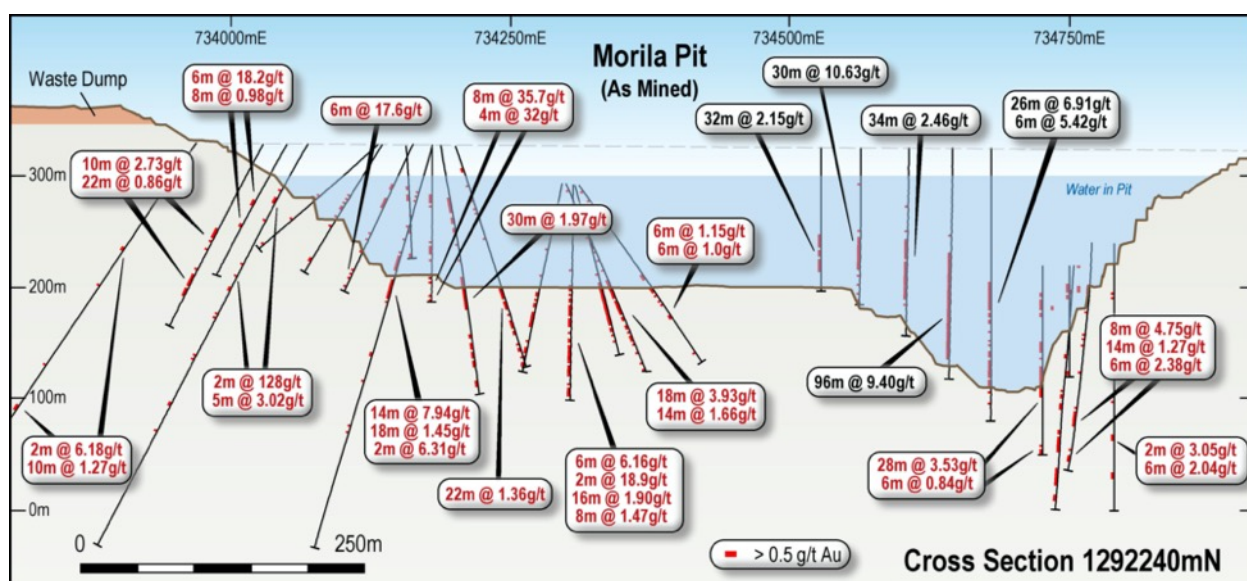 734000mE
734250mE
734500mE
734750mE
Morila Pit
(As Mined)
Waste Dump
6m @ 18.2g/t
8m @ 0.98g/t
6m @ 17.6g/t
8m @ 35.7g/t
4m @ 32g/t
30m @ 10.63g/t
32m @ 2.15g/t
34m @ 2.46g/t
26m @ 6.91g/t
6m @ 5.42g/t
10m @ 2.73g/t
22m @ 0.86g/t
300m
300m
Water in Pit
30m @ 1.97g/t
6m @ 1.15g/t
6m @ 1.0g/t
200m
200m
8m @ 4.75g/t
14m @ 1.27g/t
6m @ 2.38g/t
2m @ 128g/t
5m @ 3.02g/t
96m @ 9.40g/t
18m @ 3.93g/t
14m @ 1.66g/t
100m
100m
14m @ 7.94g/t
18m @ 1.45g/t
2m @ 6.31g/t
2m @ 6.18g/t
10m @ 1.27g/t
22m @ 1.36g/t
6m @ 6.16g/t
2m @ 18.9g/t
16m @ 1.90g/t
8m @ 1.47g/t
28m @ 3.53g/t
6m @ 0.84g/t
2m @ 3.05g/t
6m @ 2.04g/t
0m
0m
0
250m
> 0.5 g/t Au
Cross Section 1292240mN